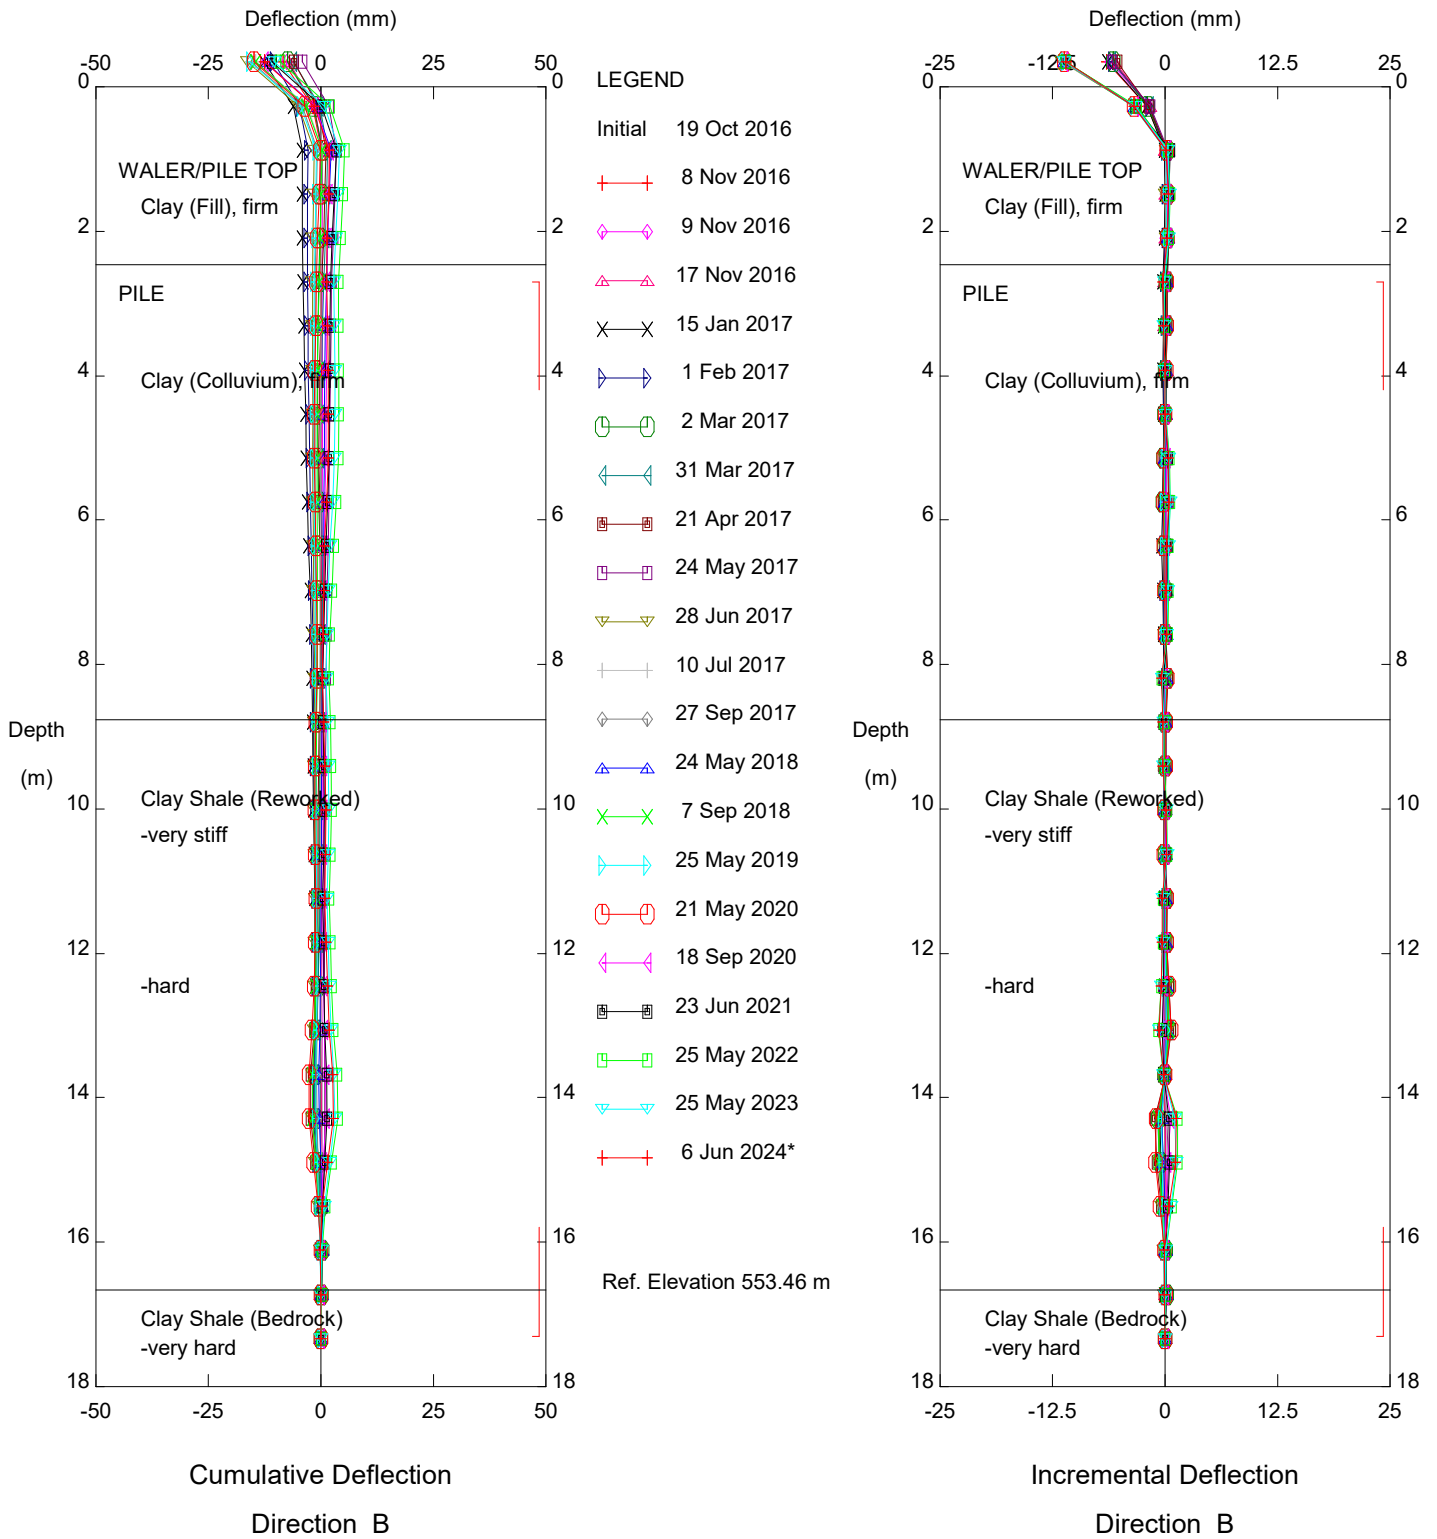 Deflection (mm)
-50 -25 0 25 50
0 0
WALER/PILE TOP
Clay (Fill), firm
2 2
PILE
4 4
Clay (Colluvium), firm
6 6
8 8
Depth
(m)
Clay Shale (Reworked)
10 10
-very stiff
12 12
-hard
14 14
16 16
Clay Shale (Bedrock)
-very hard
18 18
-50 -25 0 25 50
Cumulative Deflection
Direction B
LEGEND
Initial 19 Oct 2016
8 Nov 2016
9 Nov 2016
17 Nov 2016
15 Jan 2017
1 Feb 2017
2 Mar 2017
31 Mar 2017
21 Apr 2017
24 May 2017
28 Jun 2017
10 Jul 2017
27 Sep 2017
24 May 2018
7 Sep 2018
25 May 2019
21 May 2020
18 Sep 2020
23 Jun 2021
25 May 2022
25 May 2023
6 Jun 2024*
Ref. Elevation 553.46 m
Deflection (mm)
-25 -12.5 0 12.5 25
0 0
WALER/PILE TOP
Clay (Fill), firm
2 2
PILE
4 4
Clay (Colluvium), firm
6 6
8 8
Depth
(m)
Clay Shale (Reworked)
10 10
-very stiff
12 12
-hard
14 14
16 16
Clay Shale (Bedrock)
-very hard
18 18
-25 -12.5 0 12.5 25
Incremental Deflection
Direction B